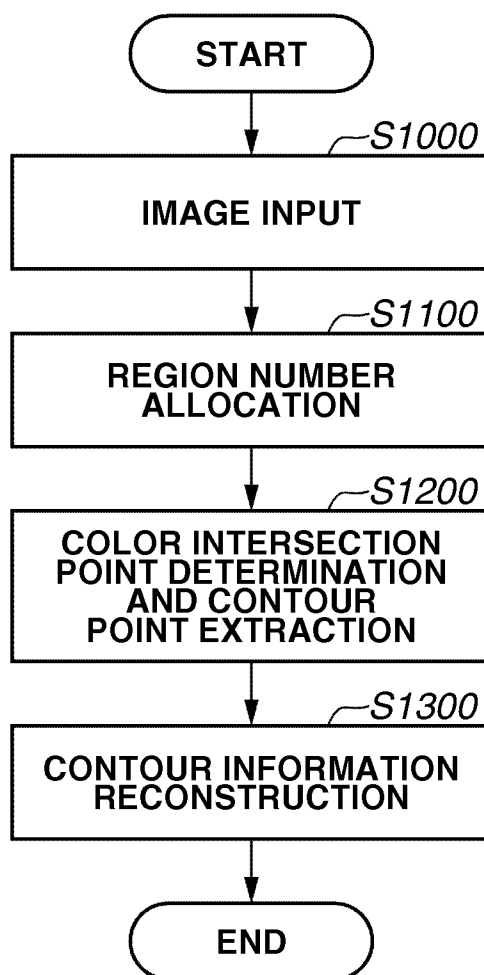 START
S1000
IMAGE INPUT
S1100
REGION NUMBER
ALLOCATION
S1200
COLOR INTERSECTION
POINT DETERMINATION
AND CONTOUR
POINT EXTRACTION
S1300
CONTOUR INFORMATION
RECONSTRUCTION
END